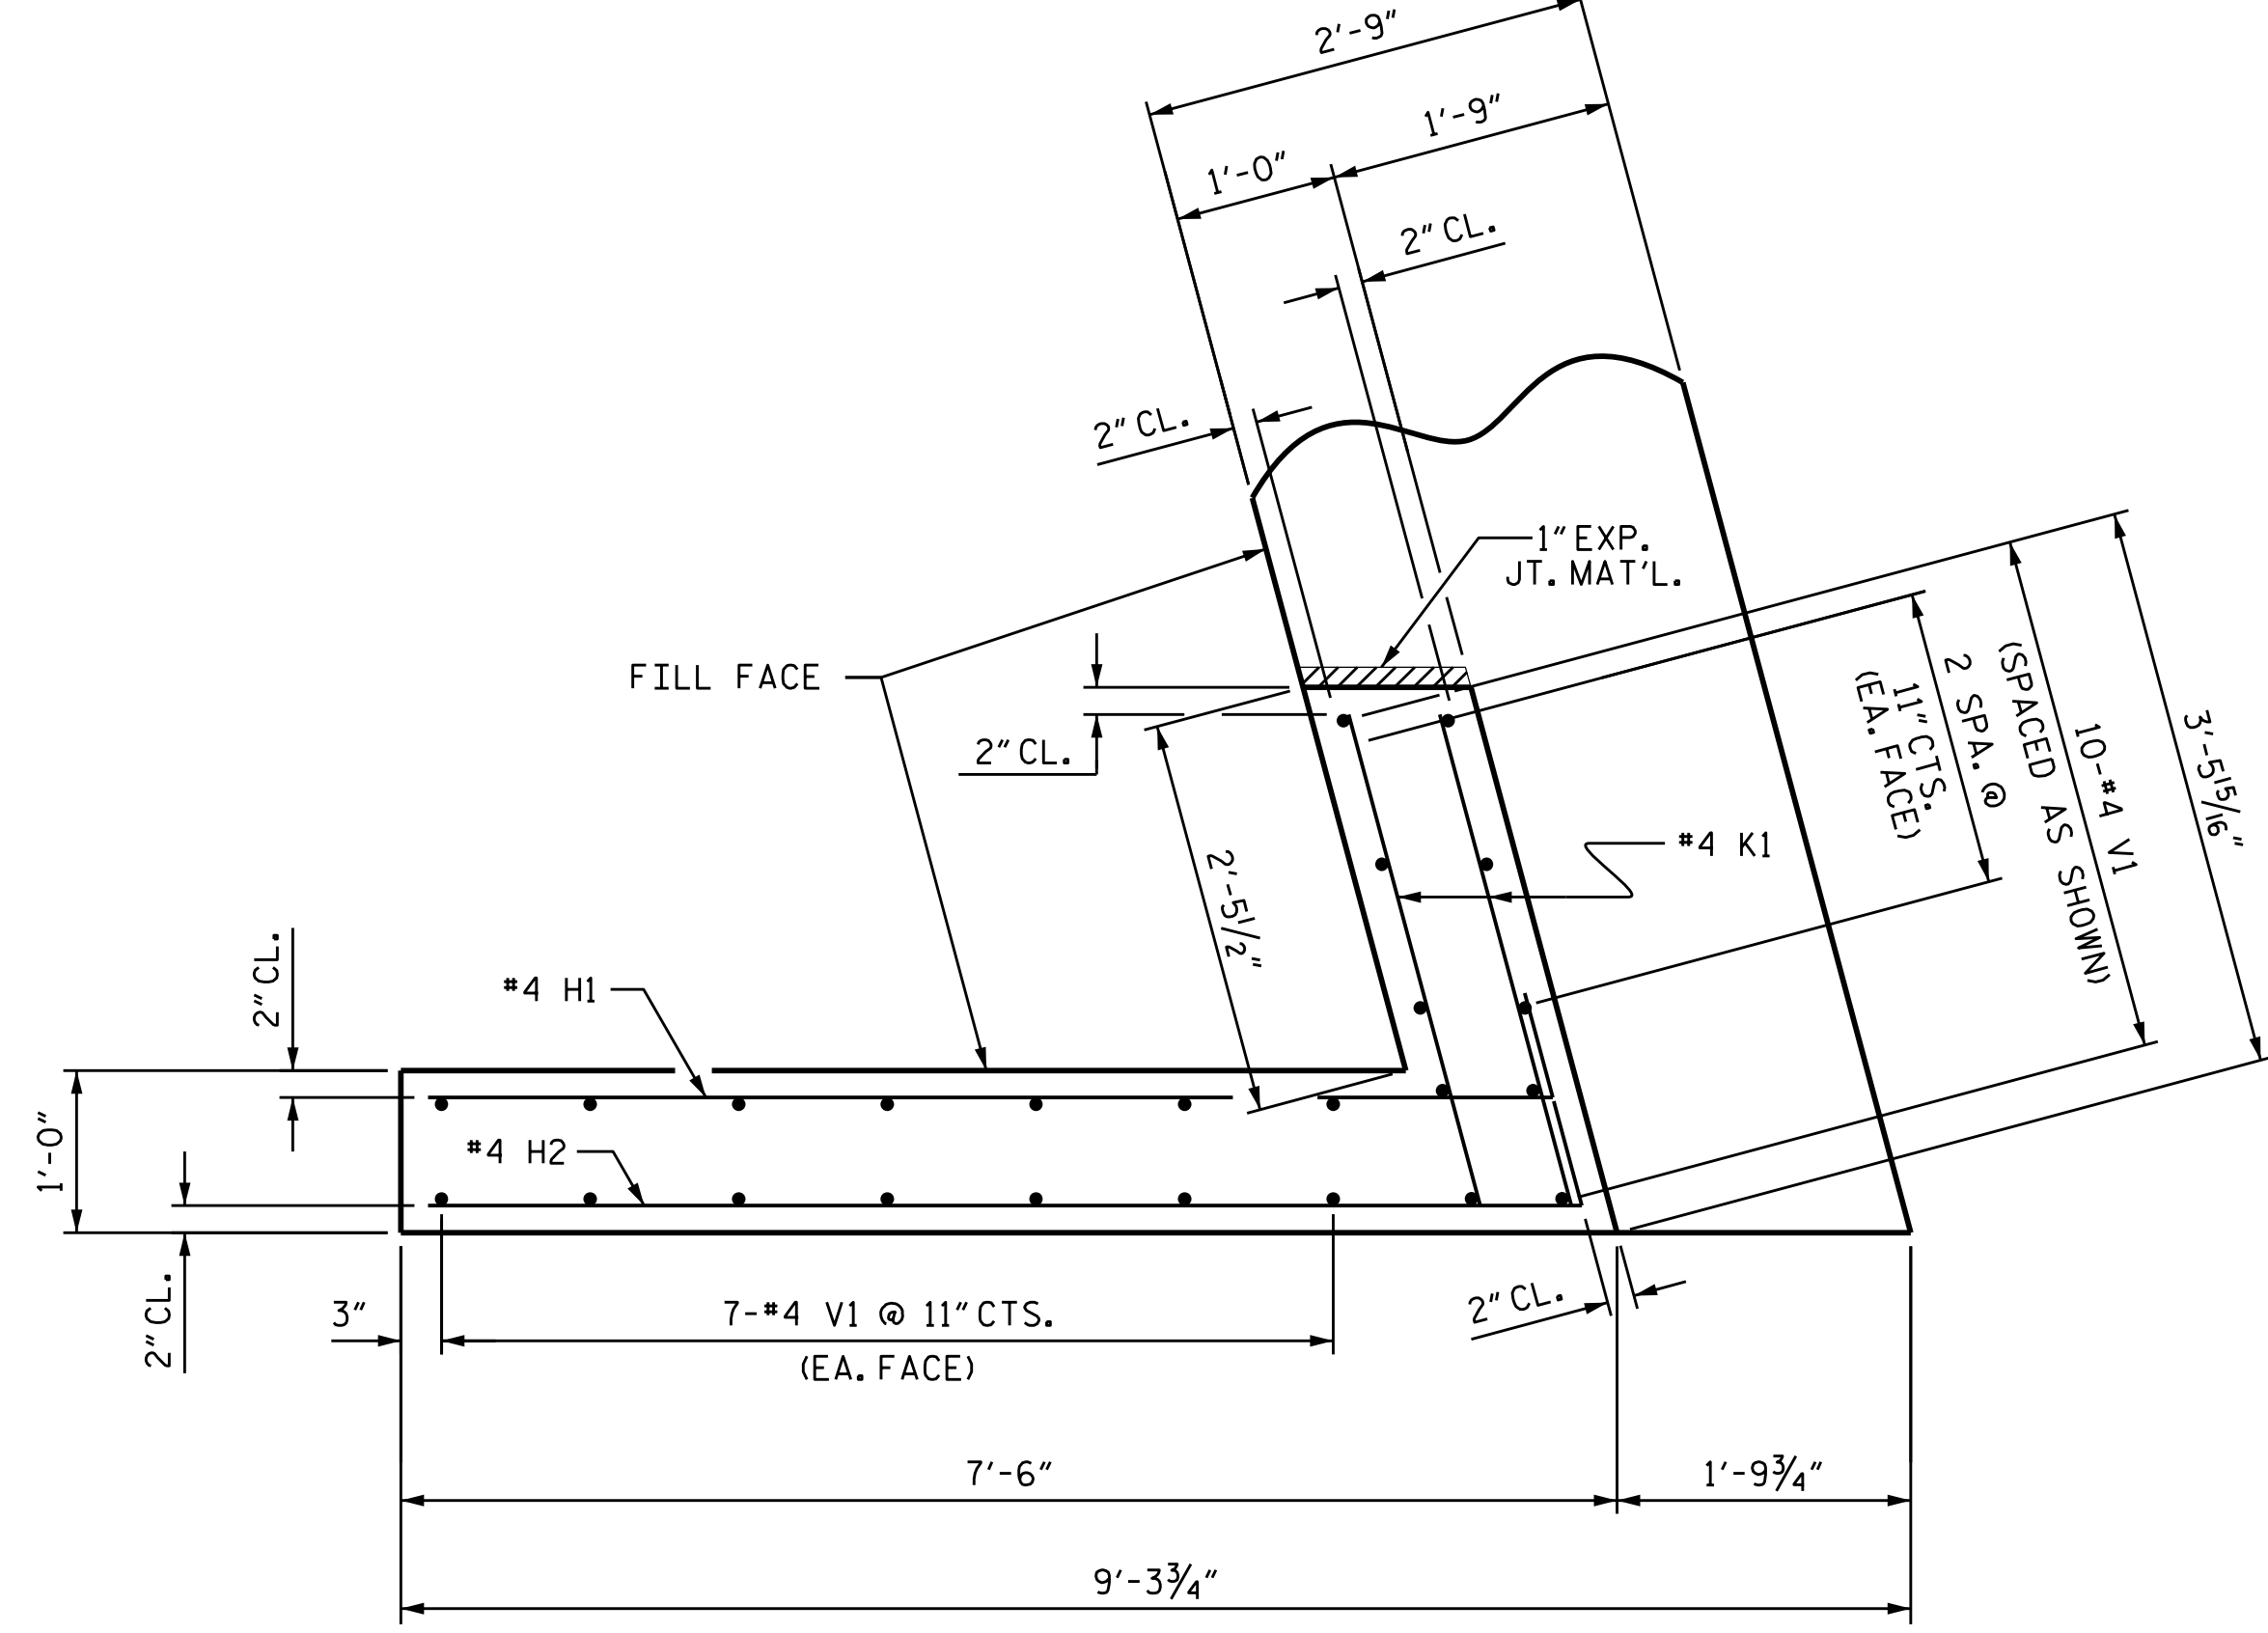 2'-9"
1'-9"
1'-0"
2" CL.
2" CL.
1" EXP.
JT. MAT'L.
FILL FACE
2" CL.
2'-5 1/2"
2 SPA. @
11" CTS.
(EA. FACE)
10-#4 V1
(SPACED AS SHOWN)
3'-5 15/16"
#4 K1
2" CL.
#4 H1
1'-0"
#4 H2
2" CL.
3"
7-#4 V1 @ 11" CTS.
(EA. FACE)
2" CL.
7'-6"
1'-9 3/4"
9'-3 3/4"